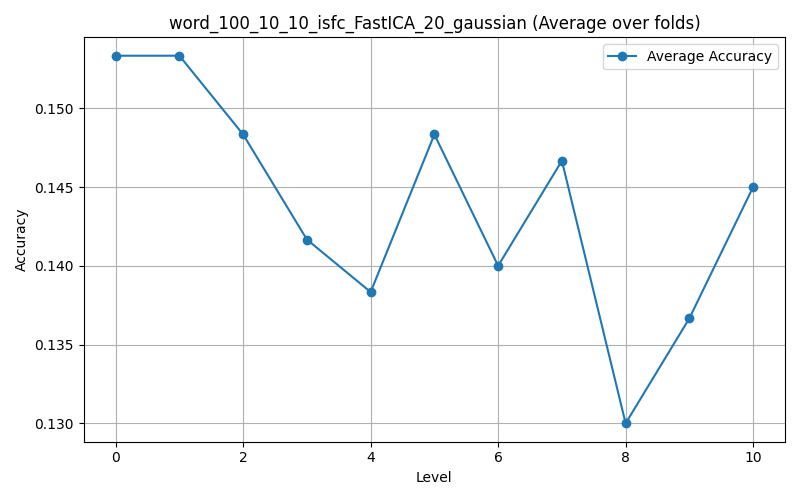 word_100_10_10_isfc_FastICA_20_gaussian (Average over folds)
Average Accuracy
0.150
0.145
0.140
0.135
0.130
Accuracy
0 2 4 6 8 10
Level